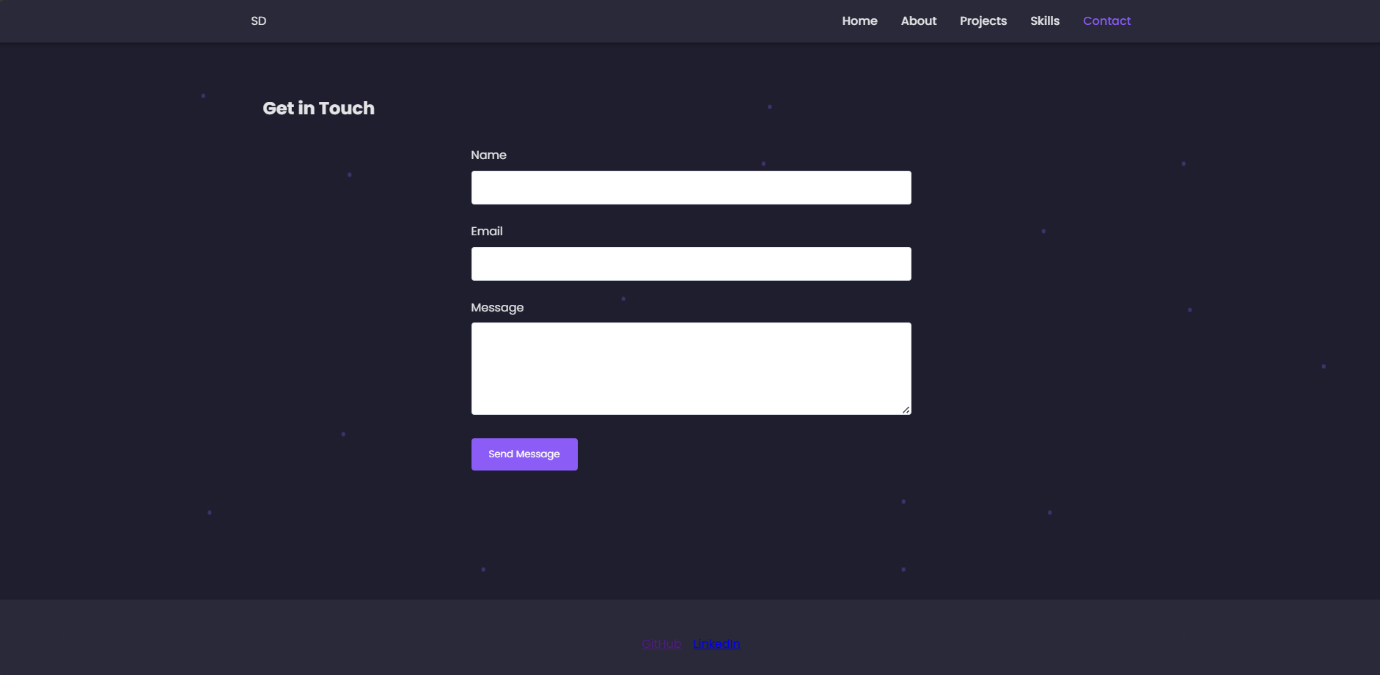 SD Home About Projects Skills Contact
Get in Touch
Name
Email
Message
Send Message
GitHub LinkedIn